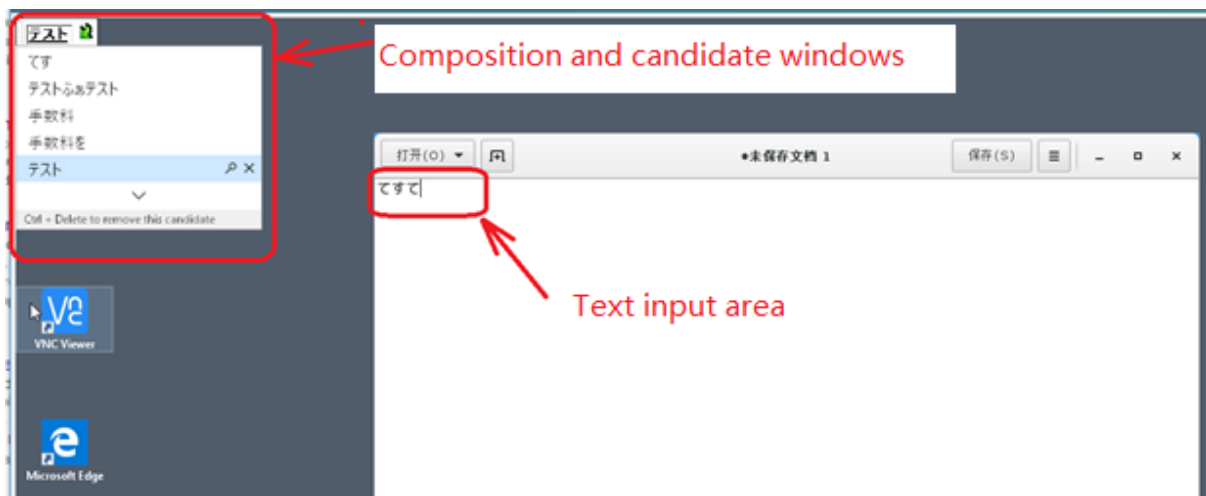 テスト
Composition and candidate windows
てす
テストふぁテスト
手数料
手数料を
テスト
Ctrl + Delete to remove this candidate
打开(O)
•未保存文档 1
保存(S)
てすて
Text input area
VNC Viewer
Microsoft Edge